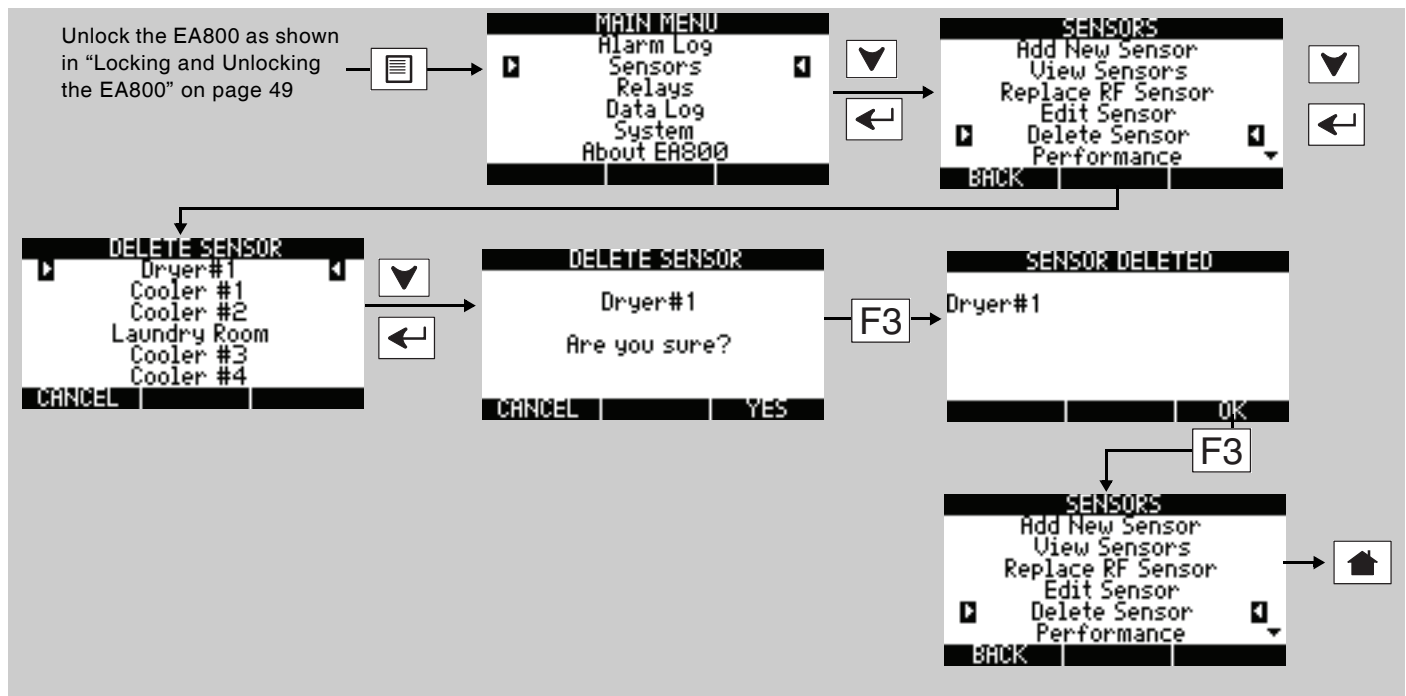 Unlock the EA800 as shown
in “Locking and Unlocking
the EA800” on page 49
MAIN MENU
Alarm Log
Sensors
Relays
Data Log
System
About EA800
SENSORS
Add New Sensor
View Sensors
Replace RF Sensor
Edit Sensor
Delete Sensor
Performance
BACK
DELETE SENSOR
Dryer#1
Cooler #1
Cooler #2
Laundry Room
Cooler #3
Cooler #4
CANCEL
DELETE SENSOR
Dryer#1
Are you sure?
CANCEL YES
F3
SENSOR DELETED
Dryer#1
OK
F3
SENSORS
Add New Sensor
View Sensors
Replace RF Sensor
Edit Sensor
Delete Sensor
Performance
BACK